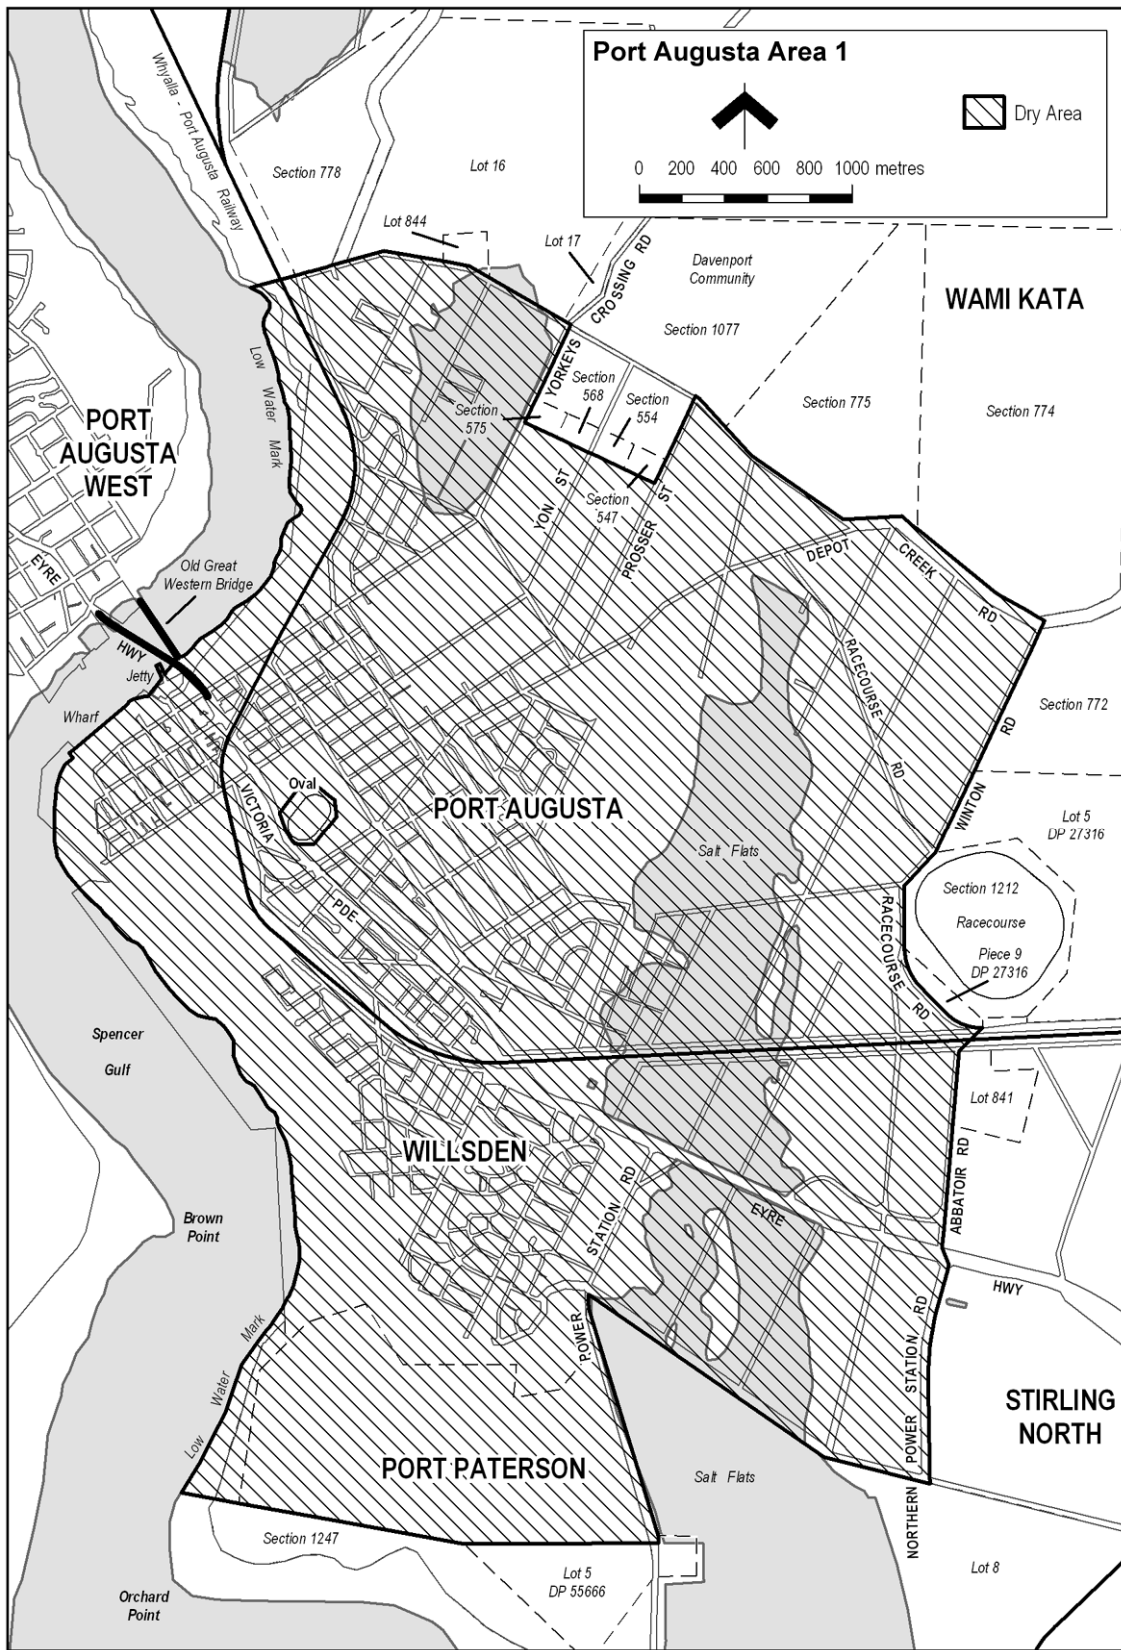 Port Augusta Area 1
Dry Area
0 200 400 600 800 1000 metres
Whyalla - Port Augusta Railway
Section 778
Lot 16
Lot 844
Lot 17
CROSSING RD
Davenport
Community
WAMI KATA
Section 1077
Low Water Mark
YORKEYS
Section
568
Section
554
Section
575
Section 775
Section 774
PORT
AUGUSTA
WEST
YON ST
Section
547
PROSSER ST
EYRE
Old Great
Western Bridge
DEPOT
CREEK
RD
HWY
Jetty
RACECOURSE
RD
Wharf
Section 772
RD
WINTON
VICTORIA
Oval
PORT AUGUSTA
Lot 5
DP 27316
Salt Flats
Section 1212
Racecourse
PDE
RACECOURSE RD
Piece 9
DP 27316
Spencer
Gulf
Lot 841
WILLSDEN
ABBATOIR RD
STATION RD
Brown
Point
EYRE
HWY
POWER
Low Water Mark
NORTHERN POWER STATION RD
STIRLING
NORTH
PORT PATERSON
Salt Flats
Section 1247
Lot 5
DP 55666
Lot 8
Orchard
Point